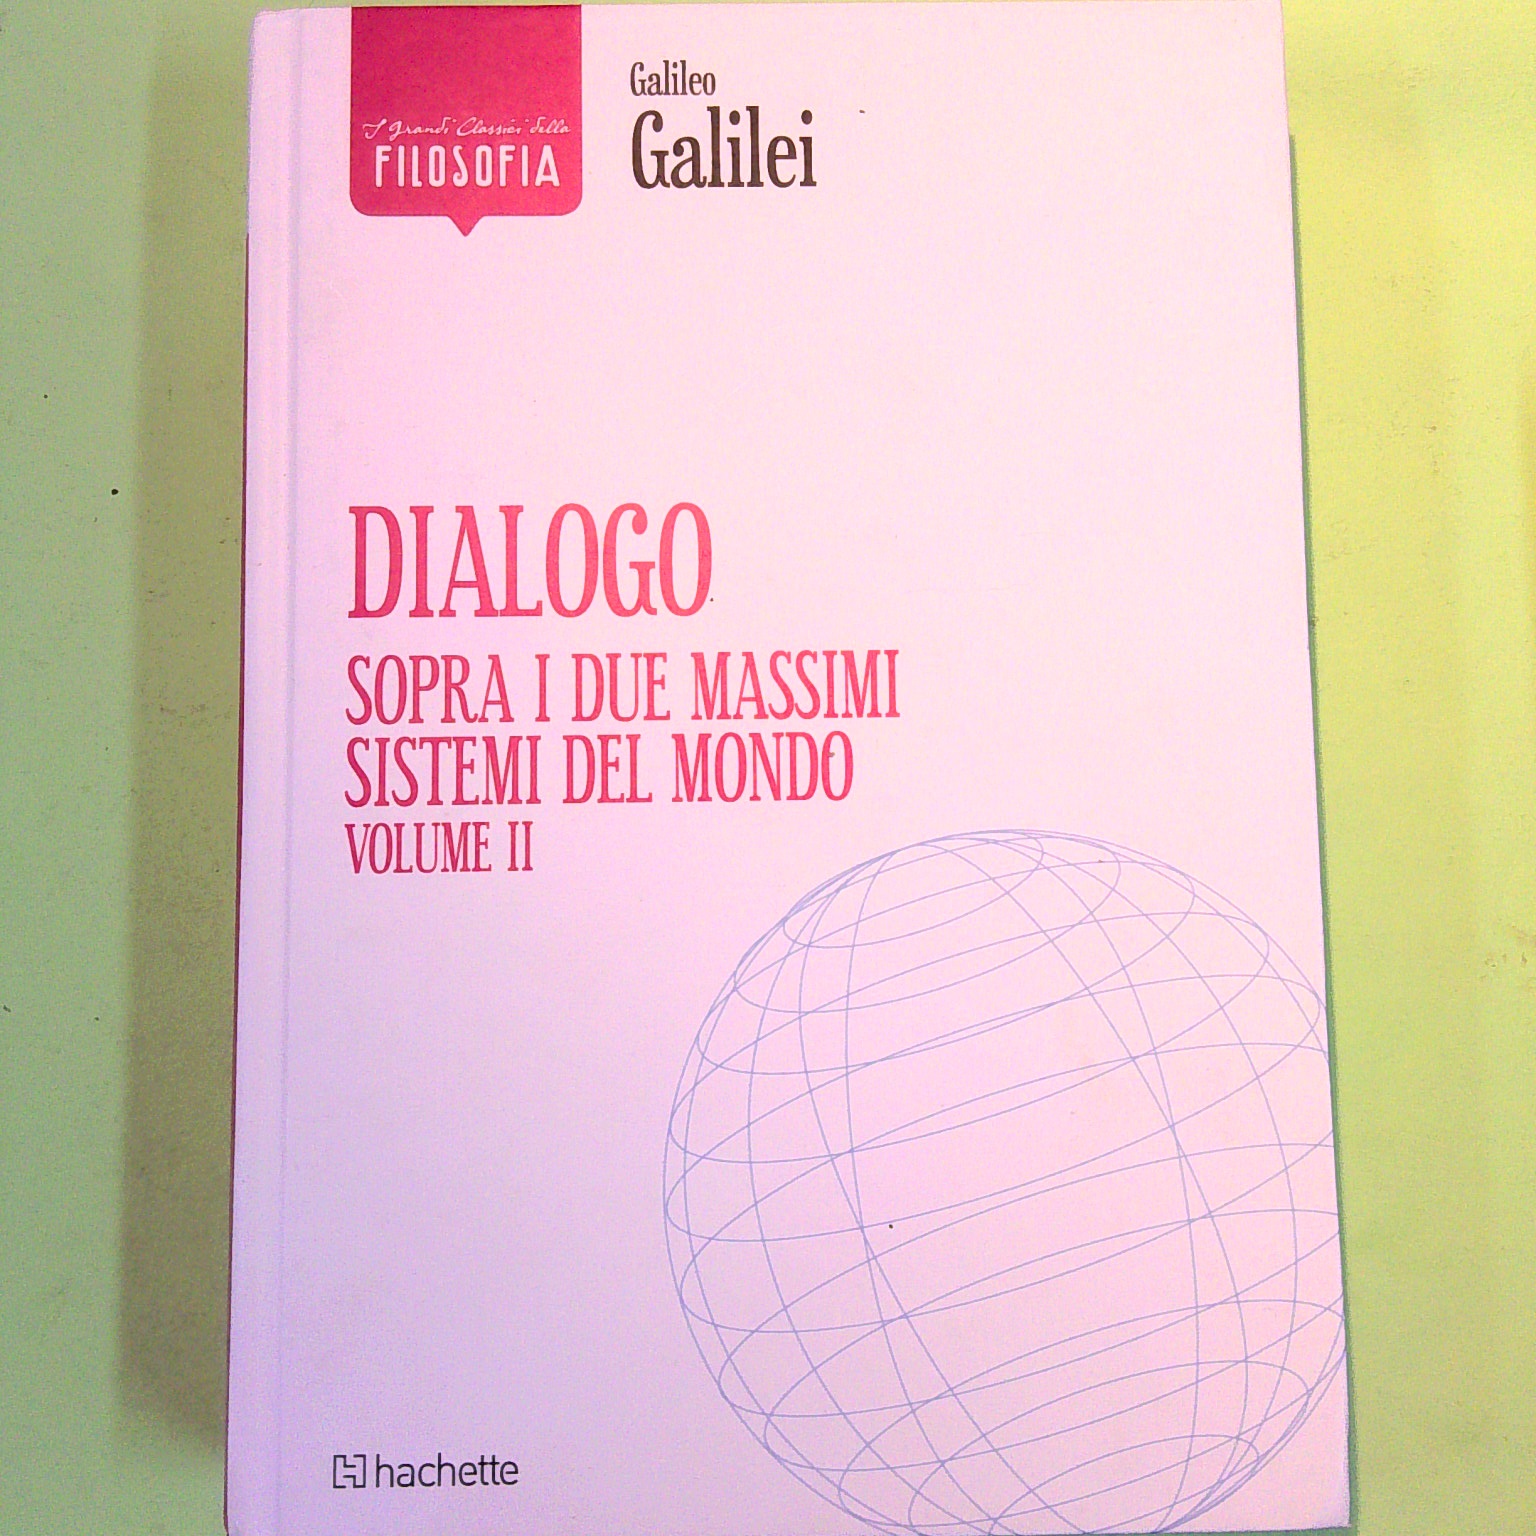 I Grandi Classici della
FILOSOFIA
Galileo
Galilei
DIALOGO
SOPRA I DUE MASSIMI
SISTEMI DEL MONDO
VOLUME II
hachette